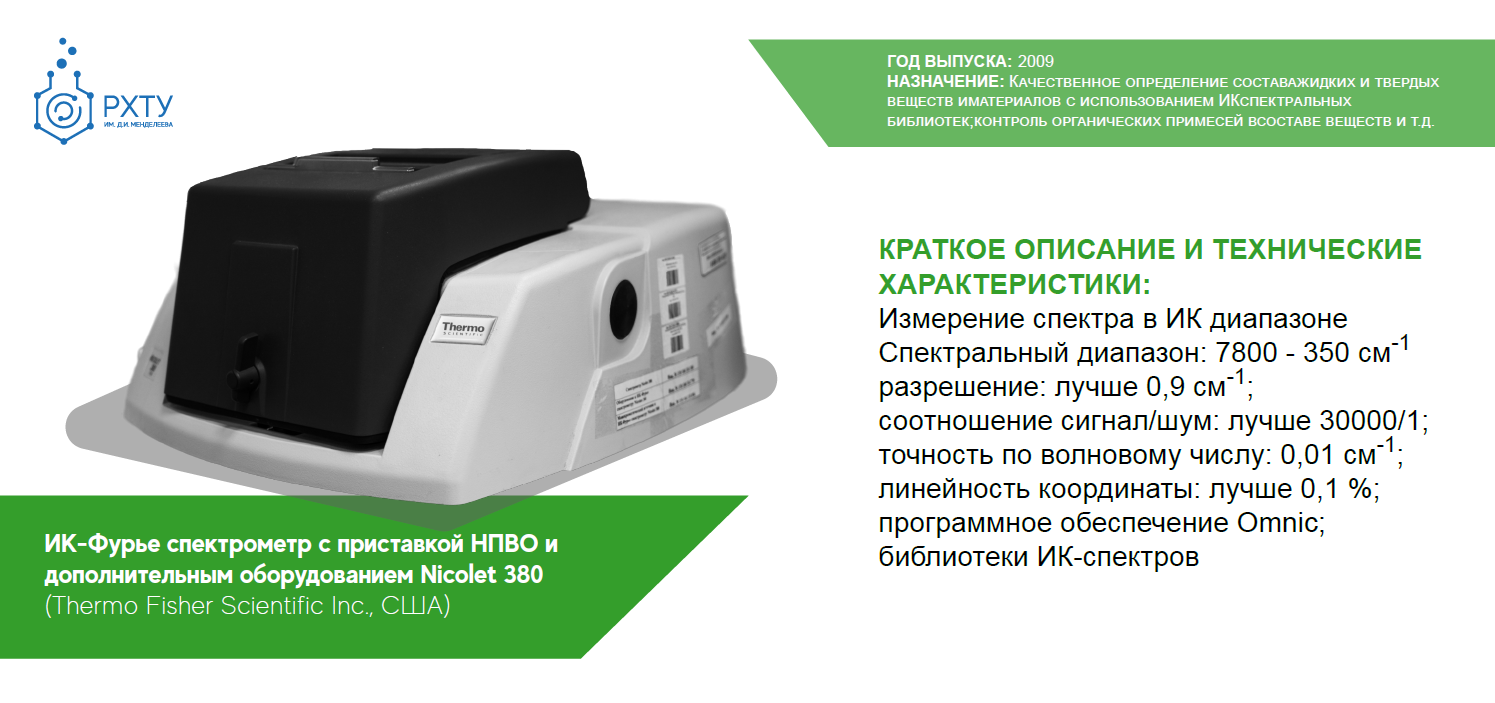 РХТУ
ИМ. Д.И. МЕНДЕЛЕЕВА
ГОД ВЫПУСКА: 2009
НАЗНАЧЕНИЕ: Качественное определение составажидких и твердых
веществ иматериалов с использованием ИКспектральных
библиотек;контроль органических примесей всоставе веществ и т.д.
Thermo
SCIENTIFIC
КРАТКОЕ ОПИСАНИЕ И ТЕХНИЧЕСКИЕ
ХАРАКТЕРИСТИКИ:
Измерение спектра в ИК диапазоне
Спектральный диапазон: 7800 - 350 см⁻¹
разрешение: лучше 0,9 см⁻¹;
соотношение сигнал/шум: лучше 30000/1;
точность по волновому числу: 0,01 см⁻¹;
линейность координаты: лучше 0,1 %;
программное обеспечение Omnic;
библиотеки ИК-спектров
ИК-Фурье спектрометр с приставкой НПВО и
дополнительным оборудованием Nicolet 380
(Thermo Fisher Scientific Inc., США)